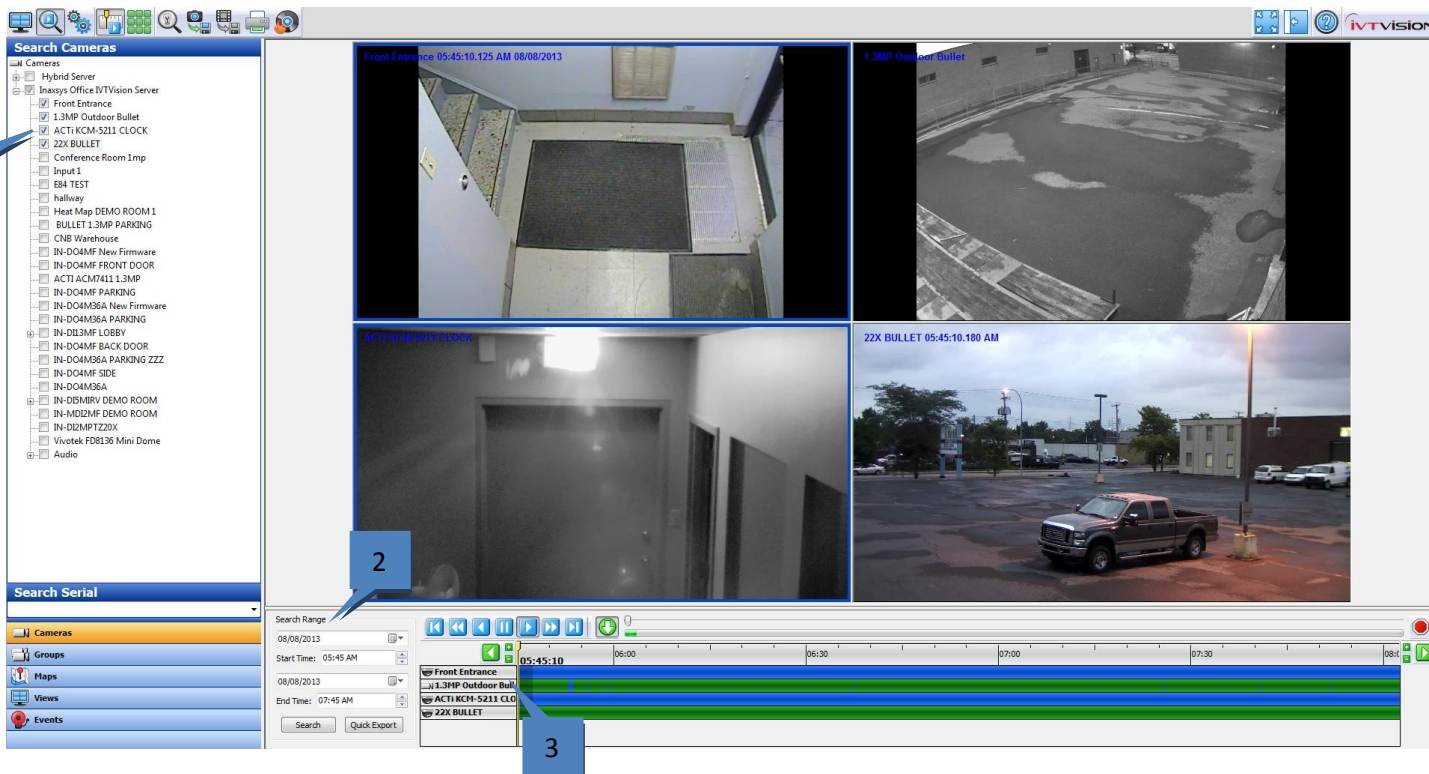 iVTVISION
Search Cameras
Cameras
Hybrid Server
Inaxsys Office IVTVision Server
Front Entrance
1.3MP Outdoor Bullet
ACTi KCM-5211 CLOCK
22X BULLET
Conference Room 1mp
Input 1
E84 TEST
hallway
Heat Map DEMO ROOM 1
BULLET 1.3MP PARKING
CNB Warehouse
IN-DO4MF New Firmware
IN-DO4MF FRONT DOOR
ACTI ACM7411 1.3MP
IN-DO4MF PARKING
IN-DO4M36A New Firmware
IN-DO4M36A PARKING
IN-DI13MF LOBBY
IN-DO4MF BACK DOOR
IN-DO4M36A PARKING ZZZ
IN-DO4MF SIDE
IN-DO4M36A
IN-DI5MIRV DEMO ROOM
IN-MDI2MF DEMO ROOM
IN-DI2MPTZ20X
Vivotek FD8136 Mini Dome
Audio
Search Serial
Cameras
Groups
Maps
Views
Events
Front Entrance 05:45:10.125 AM 08/08/2013
1.3MP Outdoor Bullet
ACTi KCM-5211 CLOCK
22X BULLET 05:45:10.180 AM
2
Search Range
08/08/2013
Start Time: 05:45 AM
08/08/2013
End Time: 07:45 AM
Search Quick Export
05:45:10 06:00 06:30 07:00 07:30 08:0
Front Entrance
1.3MP Outdoor Bull
ACTi KCM-5211 CLO
22X BULLET
3